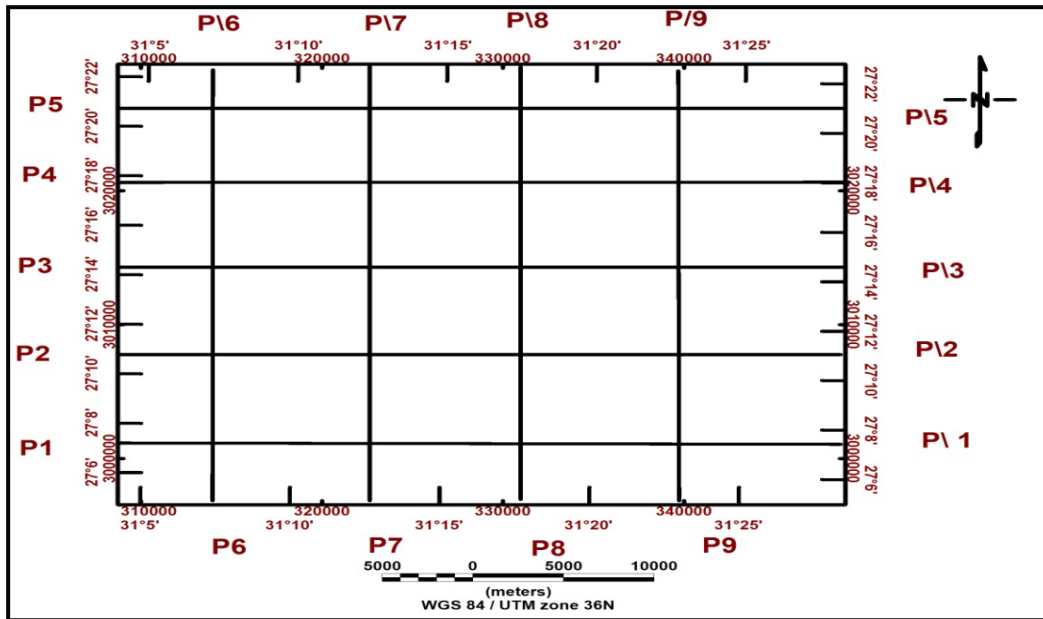 P\6 P\7 P\8 P/9
31°5' 31°10' 31°15' 31°20' 31°25'
310000 320000 330000 340000
27°22' 27°22'
P5 P\5
27°20' 27°20'
P4 27°18' 27°18' P\4
3020000 3020000
27°16' 27°16'
P3 P\3
27°14' 27°14'
3010000 3010000
27°12' 27°12'
P2 P\2
27°10' 27°10'
27°8' 27°8'
P1 P\ 1
3000000 3000000
27°6' 27°6'
N
310000 320000 330000 340000
31°5' 31°10' 31°15' 31°20' 31°25'
P6 P7 P8 P9
5000 0 5000 10000
(meters)
WGS 84 / UTM zone 36N